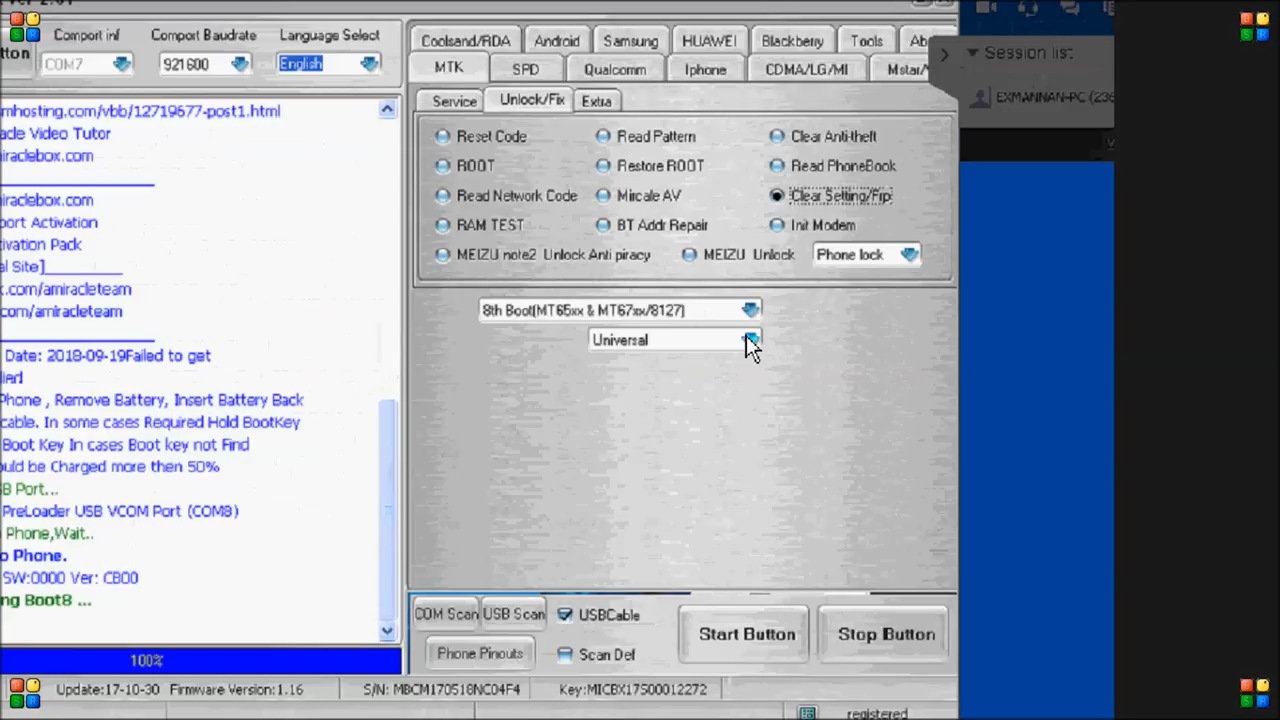 Comport inf
Comport Baudrate
Language Select
tton
COM7
921600
English
mhosting.com/vbb/12719677-post1.html
acle Video Tutor
iraclebox.com
iraclebox.com
port Activation
tivation Pack
al Site]________
x.com/amiracleteam
.com/amiracleteam
Date: 2018-09-19Failed to get
Phone , Remove Battery, Insert Battery Back
cable. In some cases Required Hold BootKey
Boot Key In cases Boot key not Find
uld be Charged more then 50%
SB Port...
PreLoader USB VCOM Port (COM8)
Phone,Wait..
o Phone.
SW:0000 Ver: CB00
ng Boot8 ...
100%
Coolsand/RDA
Android
Samsung
HUAWEI
Blackberry
Tools
Ab
MTK
SPD
Qualcomm
Iphone
CDMA/LG/MI
Mstar/
Service
Unlock/Fix
Extra
Reset Code
Read Pattern
Clear Anti-theft
ROOT
Restore ROOT
Read PhoneBook
Read Network Code
Mircale AV
Clear Setting/Frp
RAM TEST
BT Addr Repair
Init Modem
MEIZU note2 Unlock Anti piracy
MEIZU Unlock
Phone lock
8th Boot(MT65xx & MT67xx/8127)
Universal
COM Scan
USB Scan
USBCable
Start Button
Stop Button
Phone Pinouts
Scan Def
Update:17-10-30
Firmware Version:1.16
S/N: MBCM170518NC04F4
Key:MICBX17500012272
registered
Session list
EXMANNAN-PC (236